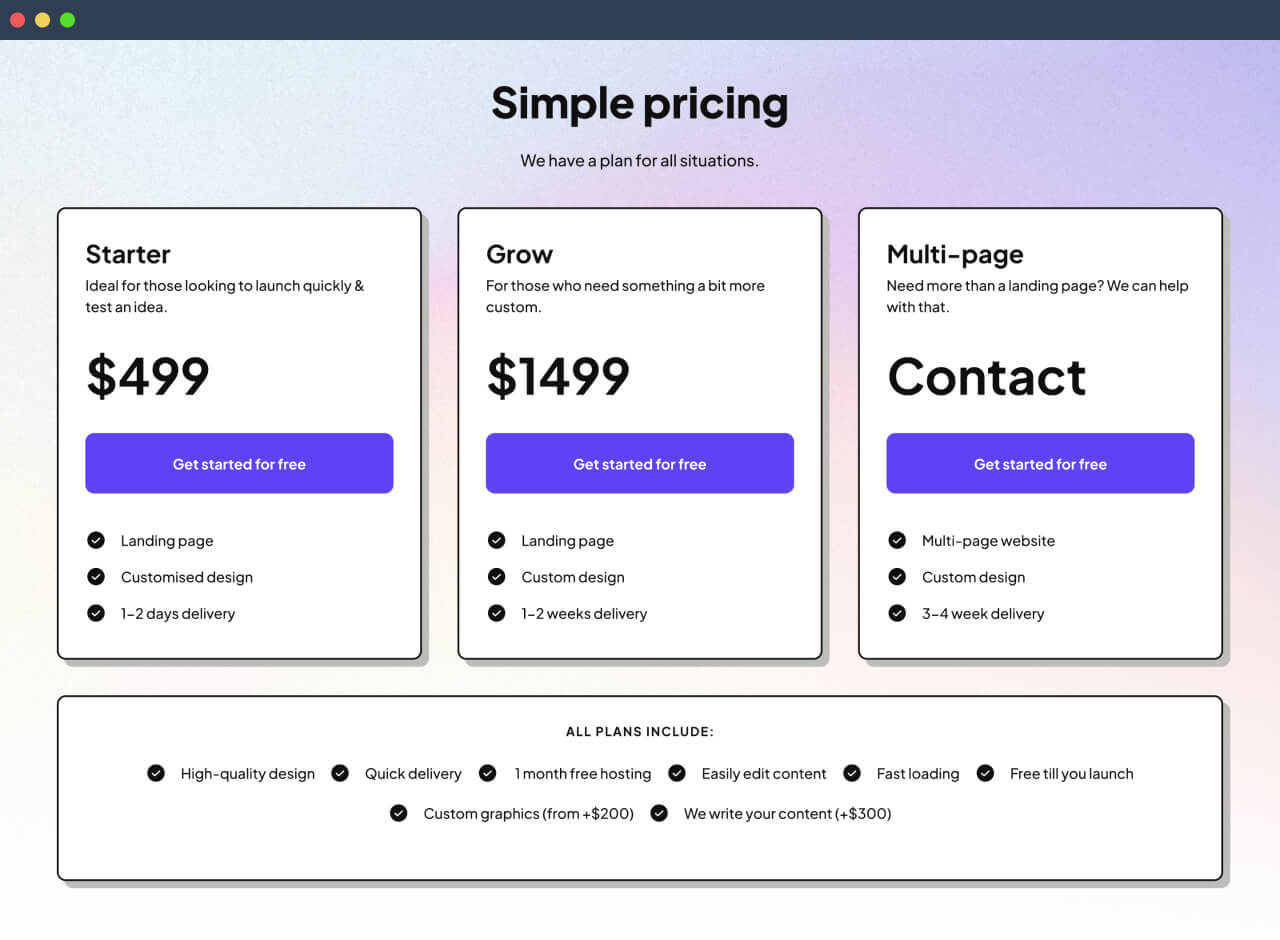 Simple pricing
We have a plan for all situations.
Starter
Ideal for those looking to launch quickly &
test an idea.
$499
Get started for free
Landing page
Customised design
1–2 days delivery
Grow
For those who need something a bit more
custom.
$1499
Get started for free
Landing page
Custom design
1–2 weeks delivery
Multi-page
Need more than a landing page? We can help
with that.
Contact
Get started for free
Multi-page website
Custom design
3–4 week delivery
ALL PLANS INCLUDE:
High-quality design Quick delivery 1 month free hosting Easily edit content Fast loading Free till you launch
Custom graphics (from +$200) We write your content (+$300)